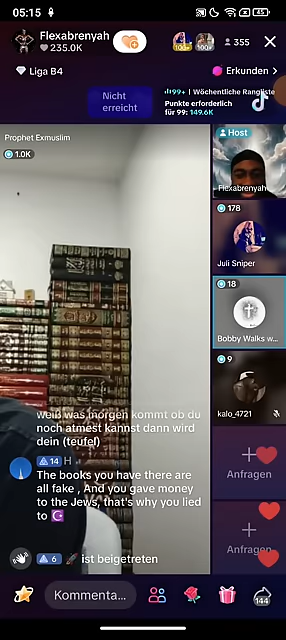 05:15
45
Flexabrenyah
235.0K
100+
100+
355
Liga B4
Erkunden >
Nicht erreicht
99+ | Wöchentliche Rangliste
Punkte erforderlich
für 99: 149.6K
Prophet Exmuslim
1.0K
Host
Flexabrenyah
178
Juli Sniper
18
Bobby Walks w...
9
kalo_4721
weiß was morgen kommt ob du
noch atmest kannst dann wird
dein (teufel)
14 H
The books you have there are
all fake , And you gave money
to the Jews, that's why you lied
to ☪️
6 🚀 ist beigetreten
Anfragen
Anfragen
Kommenta...
144